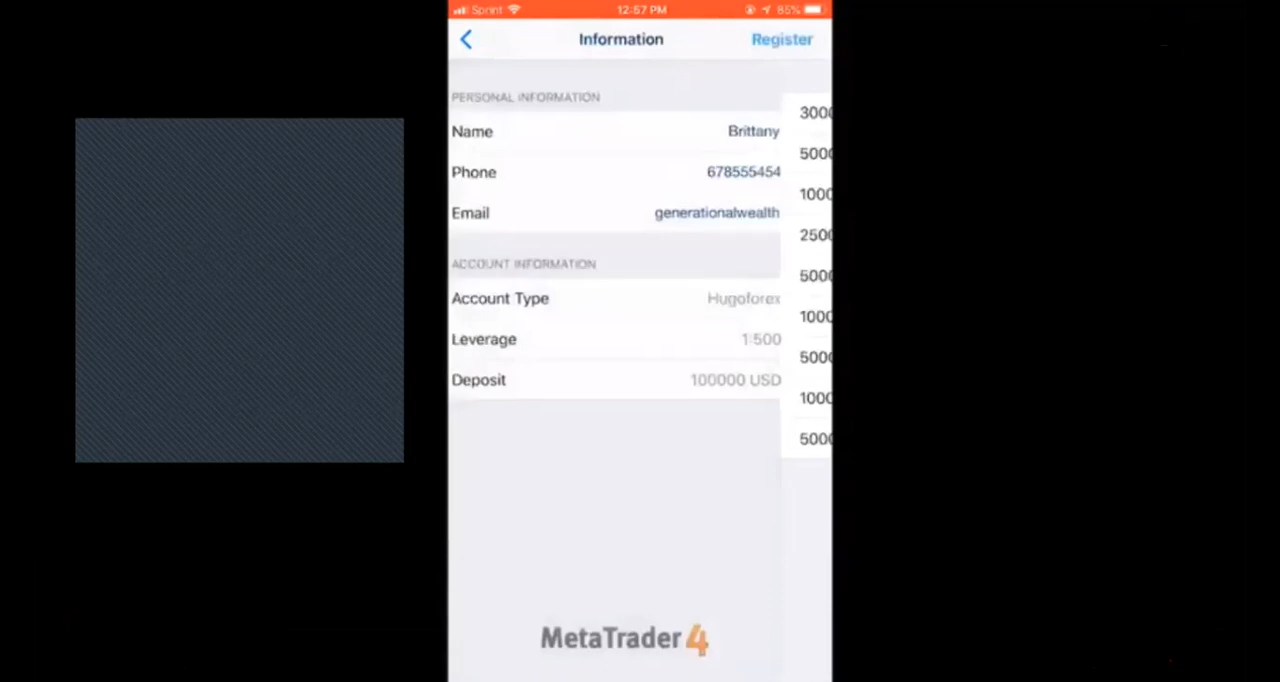 Sprint 12:57 PM 85%
Information Register
PERSONAL INFORMATION
Name Brittany
Phone 678555454
Email generationalwealth
ACCOUNT INFORMATION
Account Type Hugoforex
Leverage 1:500
Deposit 100000 USD
3000
5000
1000
2500
5000
1000
5000
1000
5000
MetaTrader 4